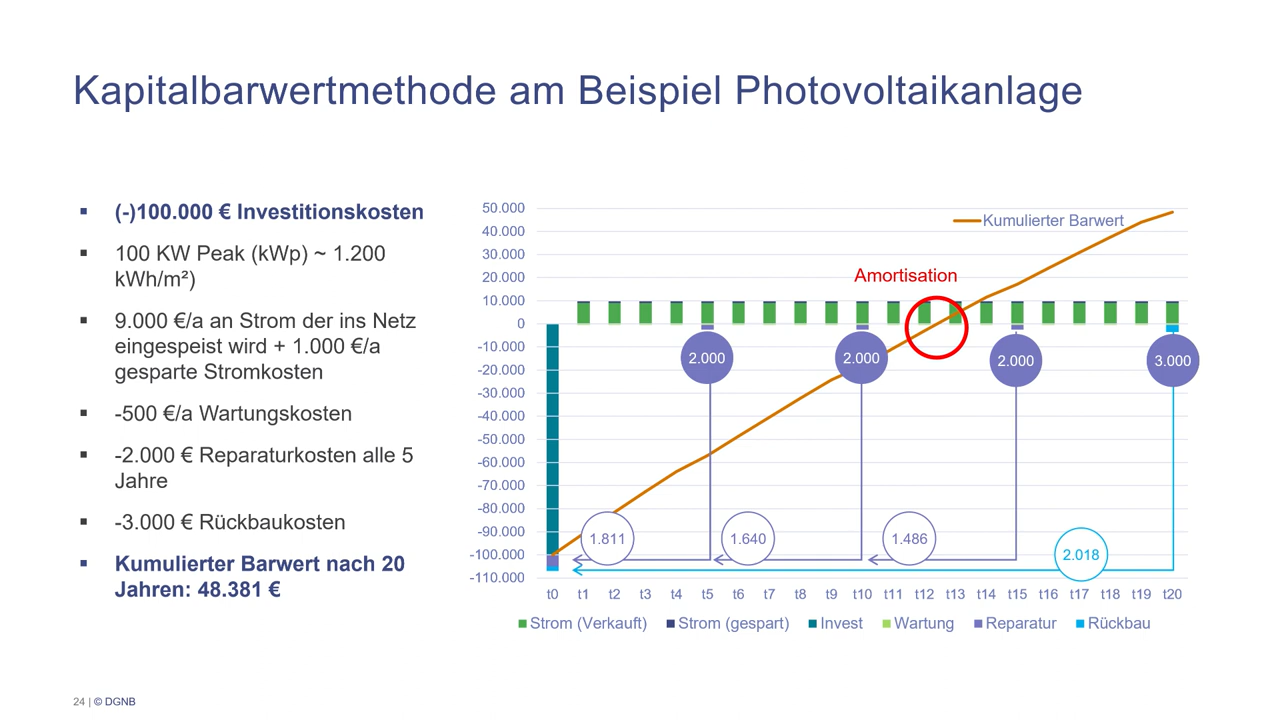 Kapitalbarwertmethode am Beispiel Photovoltaikanlage
▪ (-)100.000 € Investitionskosten
▪ 100 KW Peak (kWp) ~ 1.200
kWh/m²)
▪ 9.000 €/a an Strom der ins Netz
eingespeist wird + 1.000 €/a
gesparte Stromkosten
▪ -500 €/a Wartungskosten
▪ -2.000 € Reparaturkosten alle 5
Jahre
▪ -3.000 € Rückbaukosten
▪ Kumulierter Barwert nach 20
Jahren: 48.381 €
50.000
40.000
30.000
20.000
10.000
0
-10.000
-20.000
-30.000
-40.000
-50.000
-60.000
-70.000
-80.000
-90.000
-100.000
-110.000
Kumulierter Barwert
Amortisation
2.000
2.000
2.000
3.000
1.811
1.640
1.486
2.018
t0 t1 t2 t3 t4 t5 t6 t7 t8 t9 t10 t11 t12 t13 t14 t15 t16 t17 t18 t19 t20
Strom (Verkauft) Strom (gespart) Invest Wartung Reparatur Rückbau
24 | © DGNB